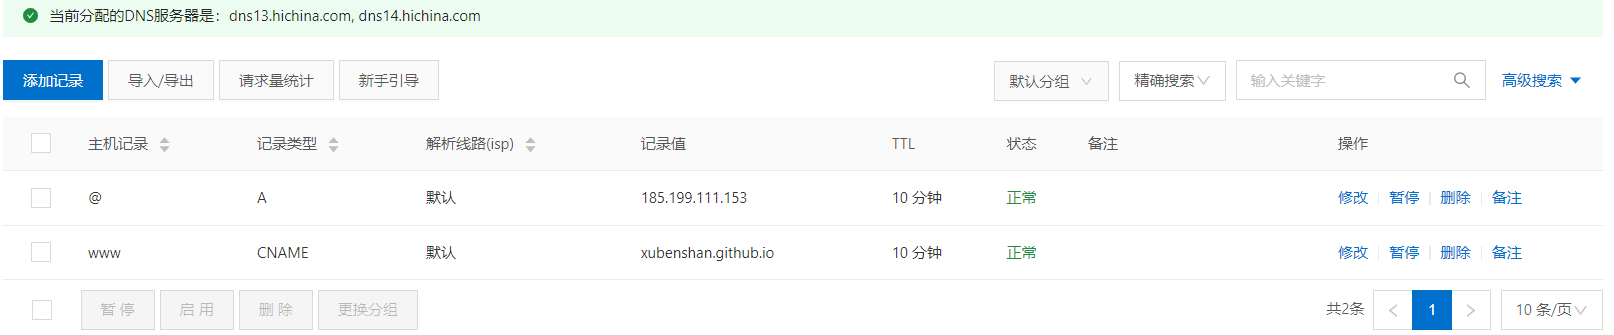 当前分配的DNS服务器是：dns13.hichina.com, dns14.hichina.com
添加记录 导入/导出 请求量统计 新手引导 默认分组 精确搜索 输入关键字 高级搜索
主机记录 记录类型 解析线路(isp) 记录值 TTL 状态 备注 操作
@ A 默认 185.199.111.153 10 分钟 正常 修改 暂停 删除 备注
www CNAME 默认 xubenshan.github.io 10 分钟 正常 修改 暂停 删除 备注
暂 停 启 用 删 除 更换分组 共2条 < 1 > 10 条/页